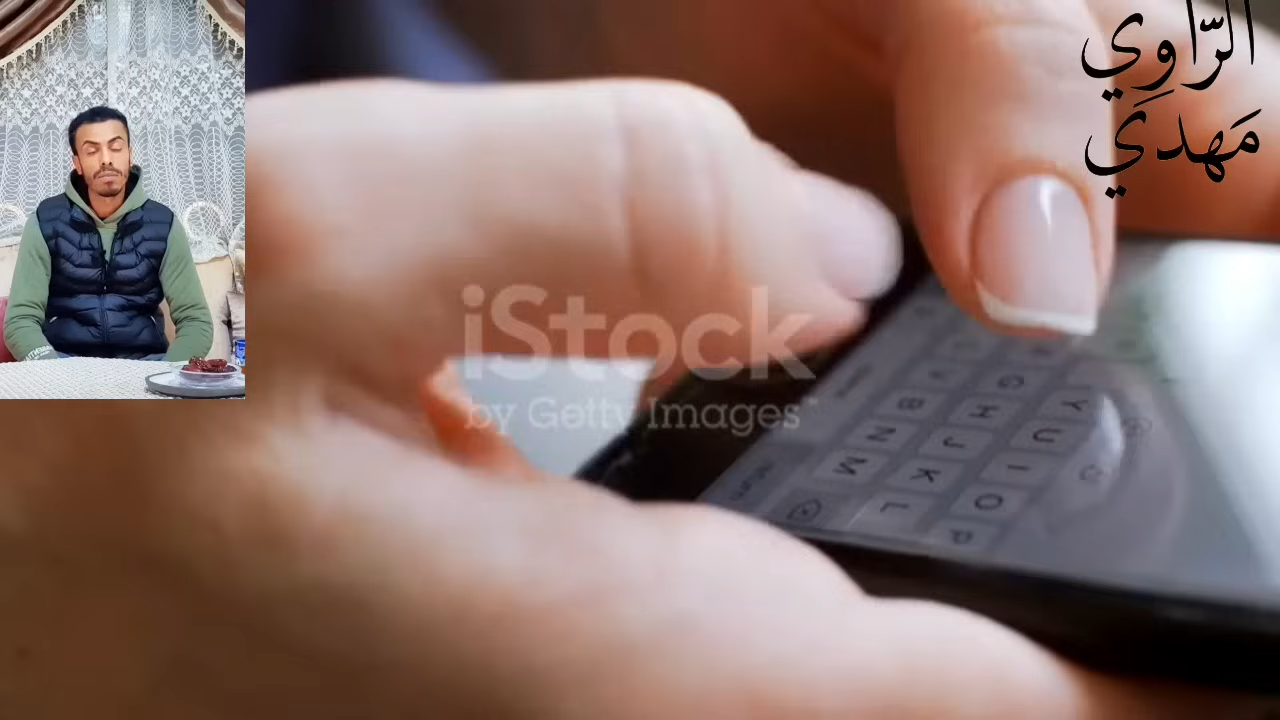 الرَّاوِي
مَهدِي
iStock
by Getty Images
Y G
U H B
I J N
O K M
P L